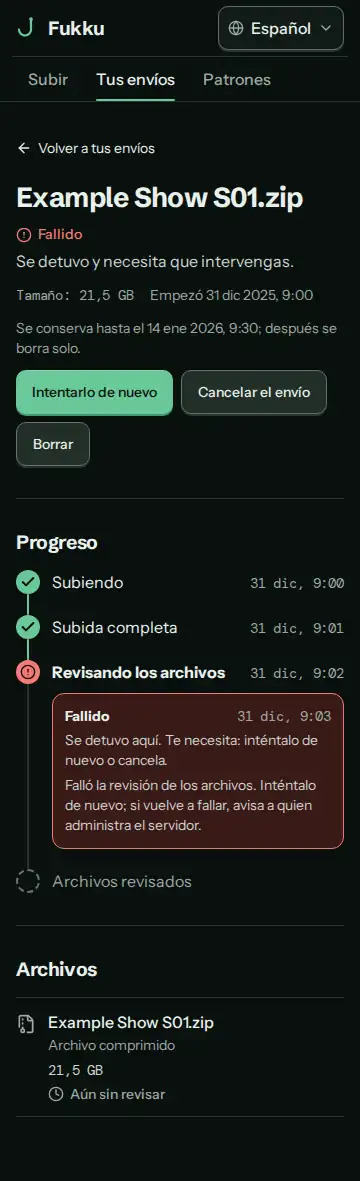 Fukku
Español
Subir
Tus envíos
Patrones
Volver a tus envíos
Example Show S01.zip
Fallido
Se detuvo y necesita que intervengas.
Tamaño: 21,5 GB
Empezó 31 dic 2025, 9:00
Se conserva hasta el 14 ene 2026, 9:30; después se
borra solo.
Intentarlo de nuevo
Cancelar el envío
Borrar
Progreso
Subiendo
31 dic, 9:00
Subida completa
31 dic, 9:01
Revisando los archivos
31 dic, 9:02
Fallido
31 dic, 9:03
Se detuvo aquí. Te necesita: inténtalo de
nuevo o cancela.
Falló la revisión de los archivos. Inténtalo
de nuevo; si vuelve a fallar, avisa a quien
administra el servidor.
Archivos revisados
Archivos
Example Show S01.zip
Archivo comprimido
21,5 GB
Aún sin revisar